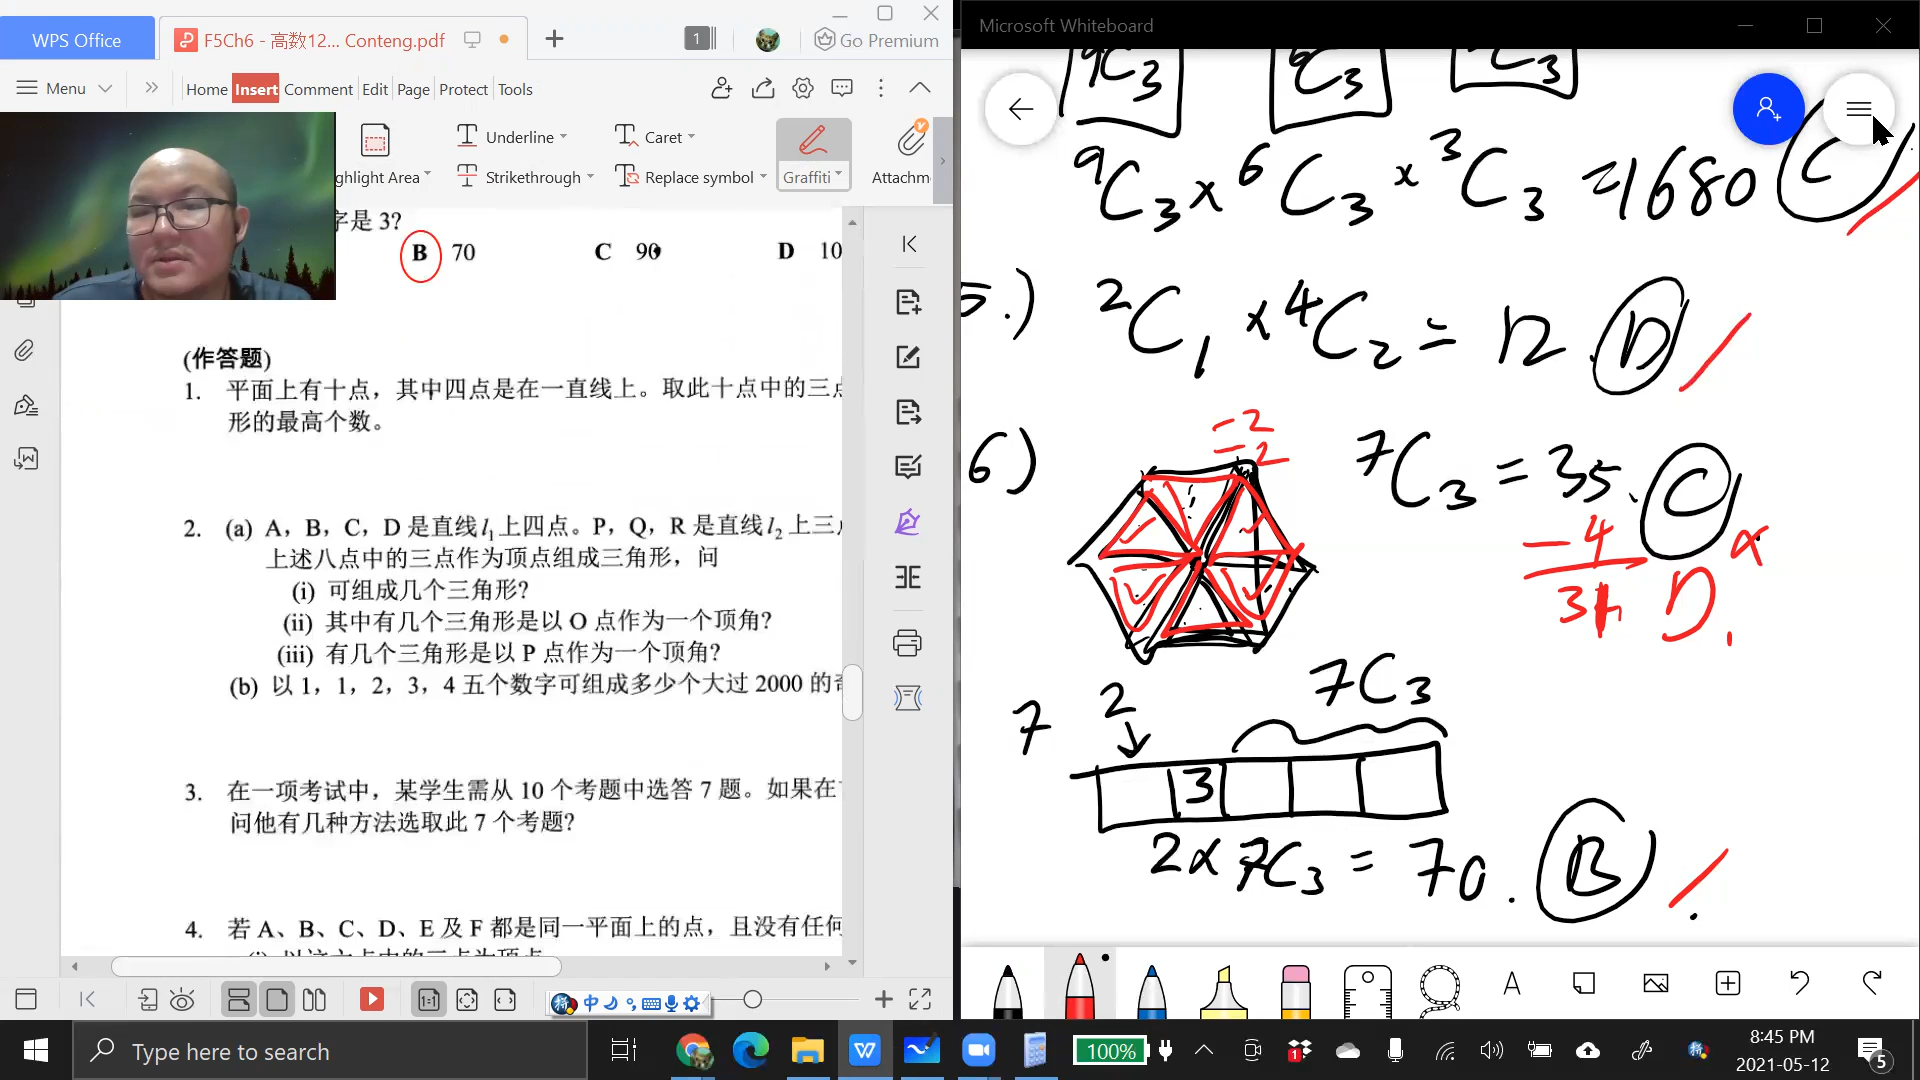 WPS Office
F5Ch6 - 高数12... Conteng.pdf
1
Go Premium
Menu
Home Insert Comment Edit Page Protect Tools
Underline
Caret
ghlight Area
Strikethrough
Replace symbol
Graffiti
Attachm
字是 3?
B 70 C 90 D 10
(作答题)
1. 平面上有十点，其中四点是在一直线上。取此十点中的三点
形的最高个数。
2. (a) A，B，C，D 是直线 l₁ 上四点。P，Q，R 是直线 l₂ 上三
上述八点中的三点作为顶点组成三角形，问
(i) 可组成几个三角形?
(ii) 其中有几个三角形是以 O 点作为一个顶角?
(iii) 有几个三角形是以 P 点作为一个顶角?
(b) 以 1，1，2，3，4 五个数字可组成多少个大过 2000 的
3. 在一项考试中，某学生需从 10 个考题中选答 7 题。如果在
问他有几种方法选取此 7 个考题?
4. 若 A、B、C、D、E 及 F 都是同一平面上的点，且没有任何
中
Microsoft Whiteboard
9C3
C3
C3
9C3 x 6C3 x 3C3 = 1680 C
5.) 2C1 x 4C2 = 12. D
6) 7C3 = 35. C
-2
-2
- 4
31 D.
7 2 7C3
3
2 x 7C3 = 70. B
Type here to search
100%
8:45 PM
2021-05-12
5